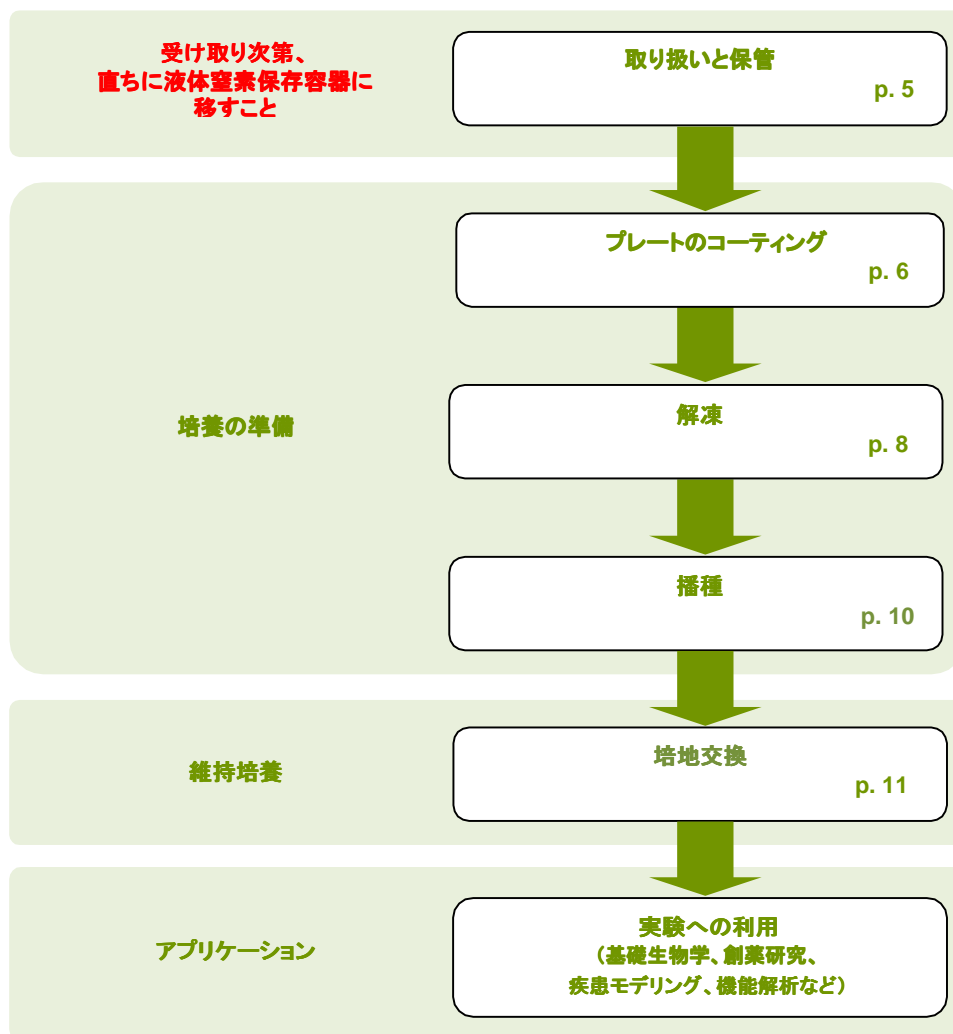 受け取り次第、
直ちに液体窒素保存容器に
移すこと
取り扱いと保管
p. 5
プレートのコーティング
p. 6
培養の準備
解凍
p. 8
播種
p. 10
維持培養
培地交換
p. 11
アプリケーション
実験への利用
（基礎生物学、創薬研究、
疾患モデリング、機能解析など）